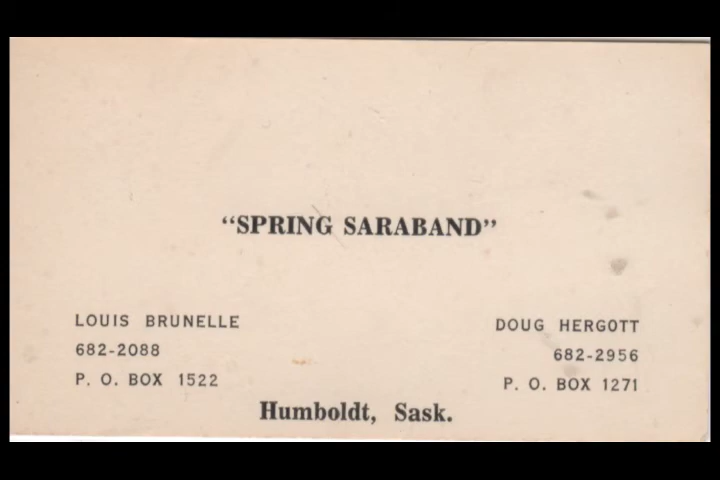 “SPRING SARABAND”
LOUIS BRUNELLE
682-2088
P. O. BOX 1522
DOUG HERGOTT
682-2956
P. O. BOX 1271
Humboldt, Sask.